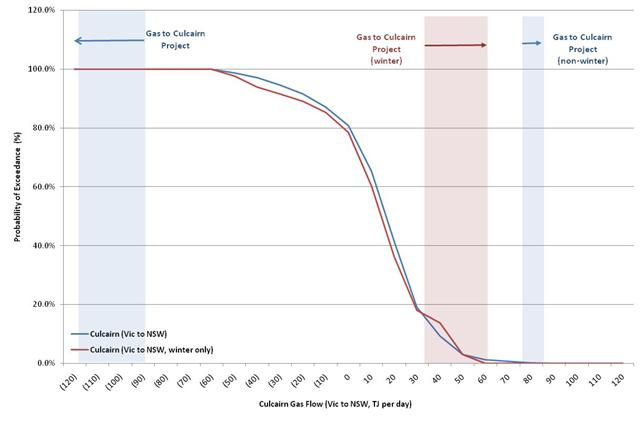 120.0%
100.0%
80.0%
60.0%
40.0%
20.0%
0.0%
Probability of Exceedance (%)
Gas to Culcairn
Project
Gas to Culcairn
Project
(winter)
Gas to Culcairn
Project
(non-winter)
Culcairn (Vic to NSW)
Culcairn (Vic to NSW, winter only)
(120) (110) (100) (90) (80) (70) (60) (50) (40) (30) (20) (10) 0 10 20 30 40 50 60 70 80 90 100 110 120
Culcairn Gas Flow (Vic to NSW, TJ per day)